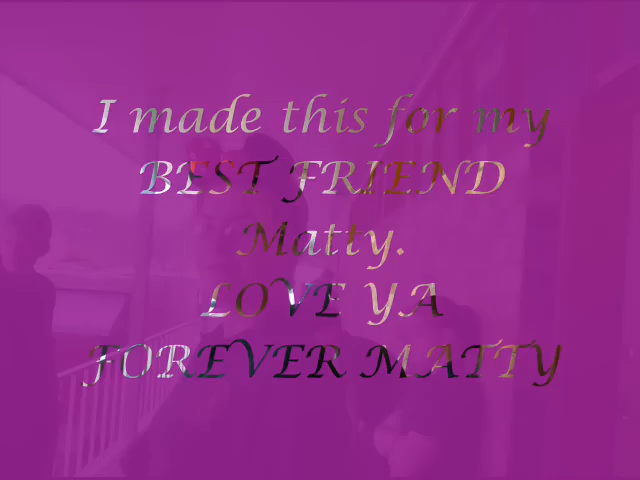 I made this for my
BEST FRIEND
Matty.
LOVE YA
FOREVER MATTY